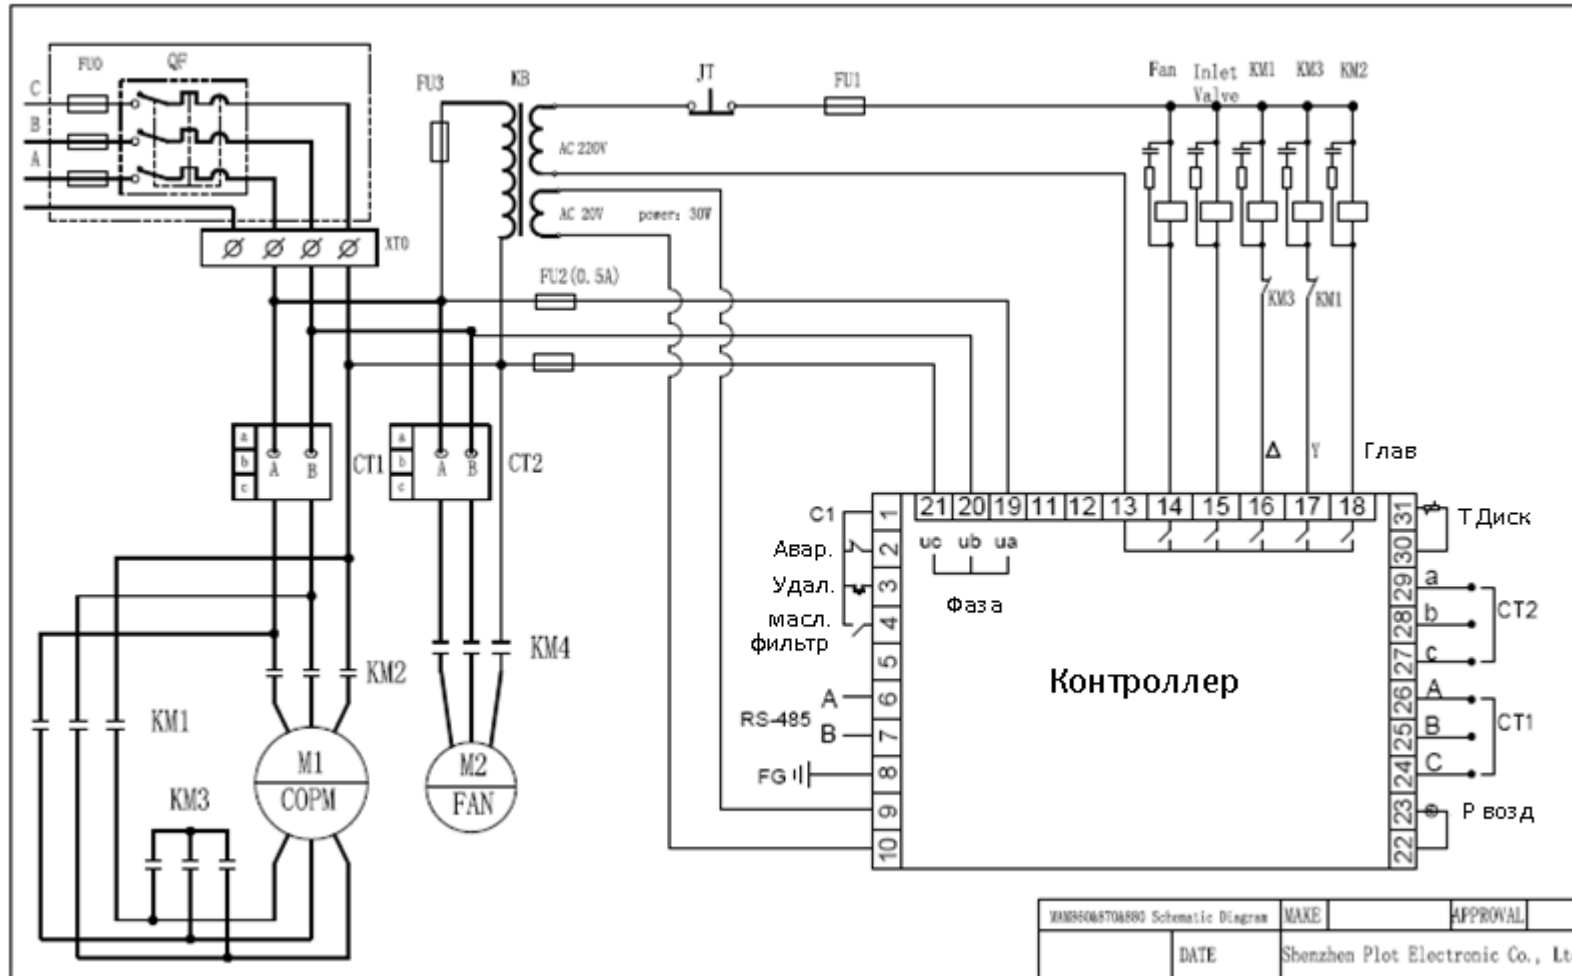 FU0 QF
C
B
A
XT0
FU3
KB
AC 220V
AC 20V power: 30W
JT
FU1
Fan Inlet Valve KM1 KM3 KM2
KM3 KM1
FU2(0.5A)
a
b
c
A B
CT1
a
b
c
A B
CT2
Δ Y Глав
KM2
KM1
KM3
KM4
M1
COPM
M2
FAN
C1
Авар.
Удал.
масл.
фильтр
A
RS-485
B
FG
1
2
3
4
5
6
7
8
9
10
21 20 19 11 12 13 14 15 16 17 18
uc ub ua
Фаза
Контроллер
31
30
29
28
27
26
25
24
23
22
Т Диск
a
b
c
CT2
A
B
C
CT1
Р возд
MAM860&870&880 Schematic Diagram MAKE APPROVAL
DATE Shenzhen Plot Electronic Co., Lt